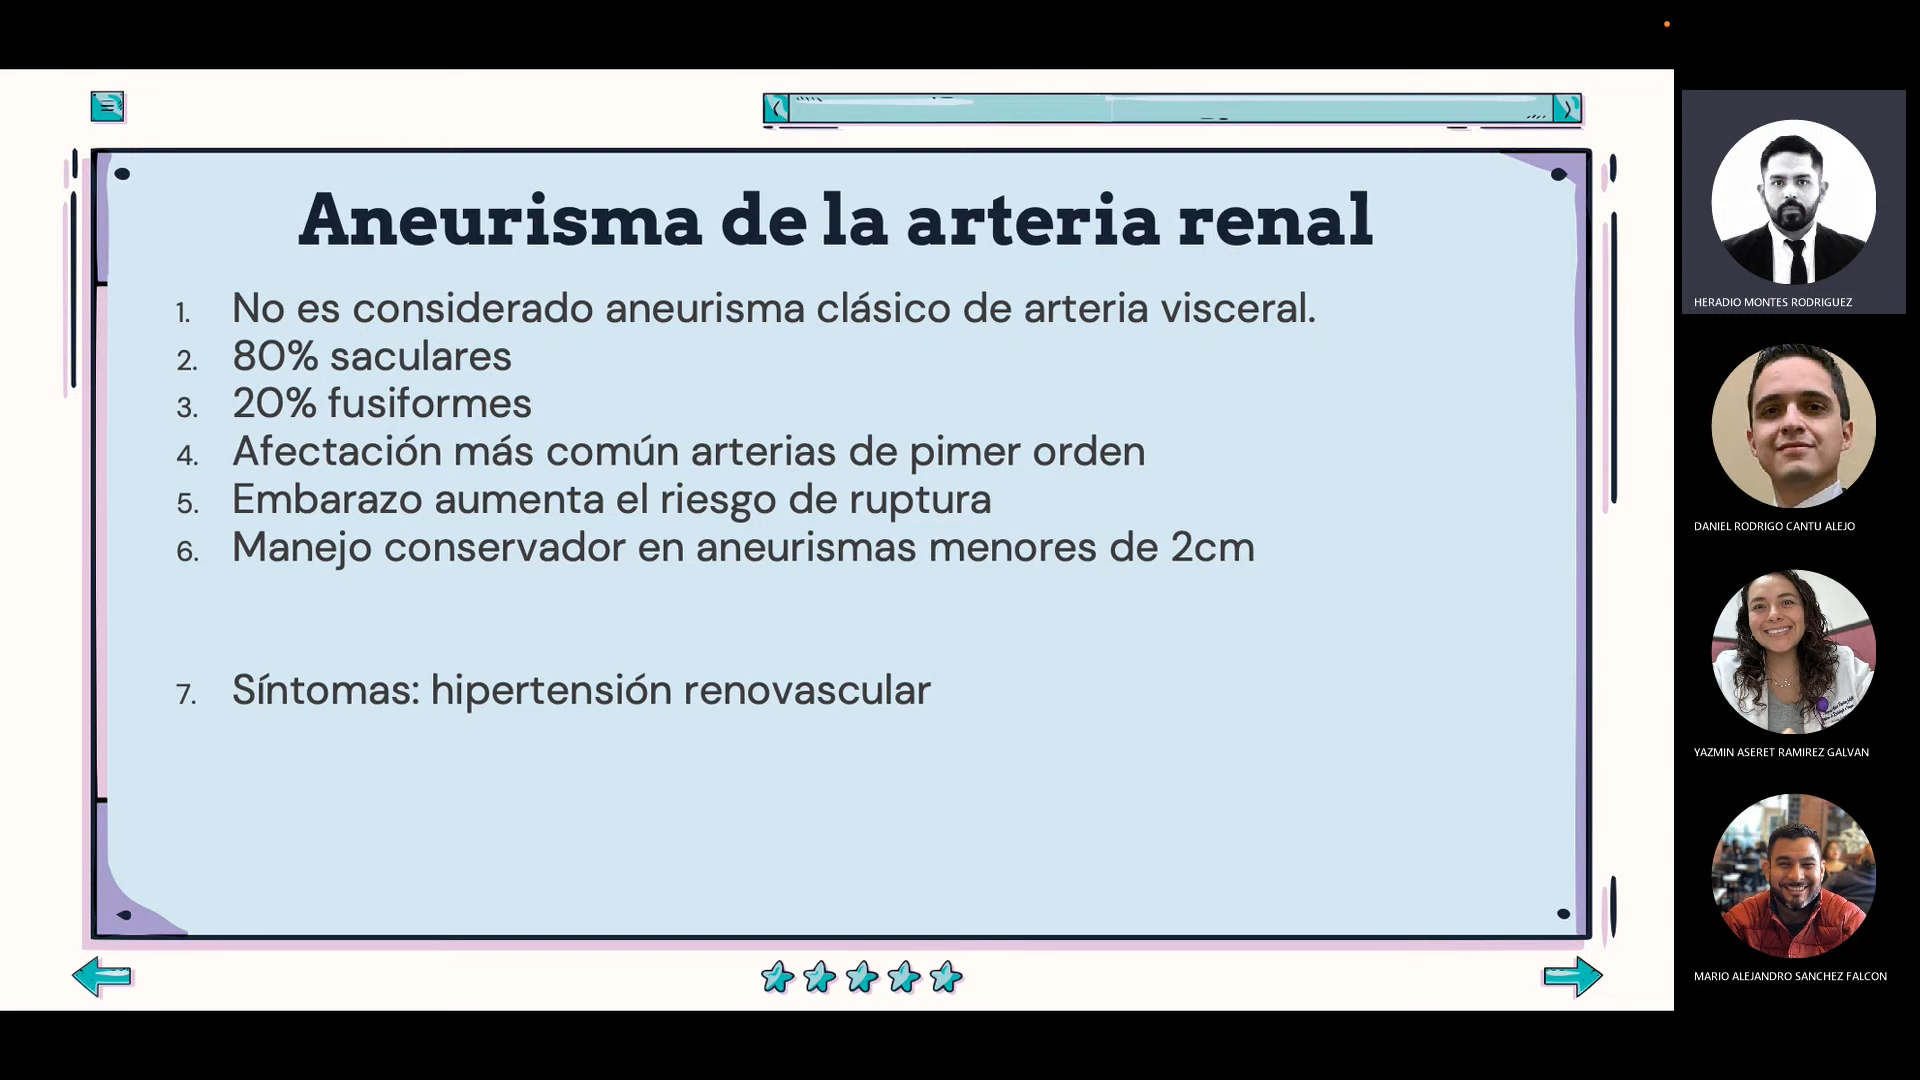 Aneurisma de la arteria renal
1. No es considerado aneurisma clásico de arteria visceral.
2. 80% saculares
3. 20% fusiformes
4. Afectación más común arterias de pimer orden
5. Embarazo aumenta el riesgo de ruptura
6. Manejo conservador en aneurismas menores de 2cm
7. Síntomas: hipertensión renovascular
HERADIO MONTES RODRIGUEZ
DANIEL RODRIGO CANTU ALEJO
YAZMIN ASERET RAMIREZ GALVAN
MARIO ALEJANDRO SANCHEZ FALCON